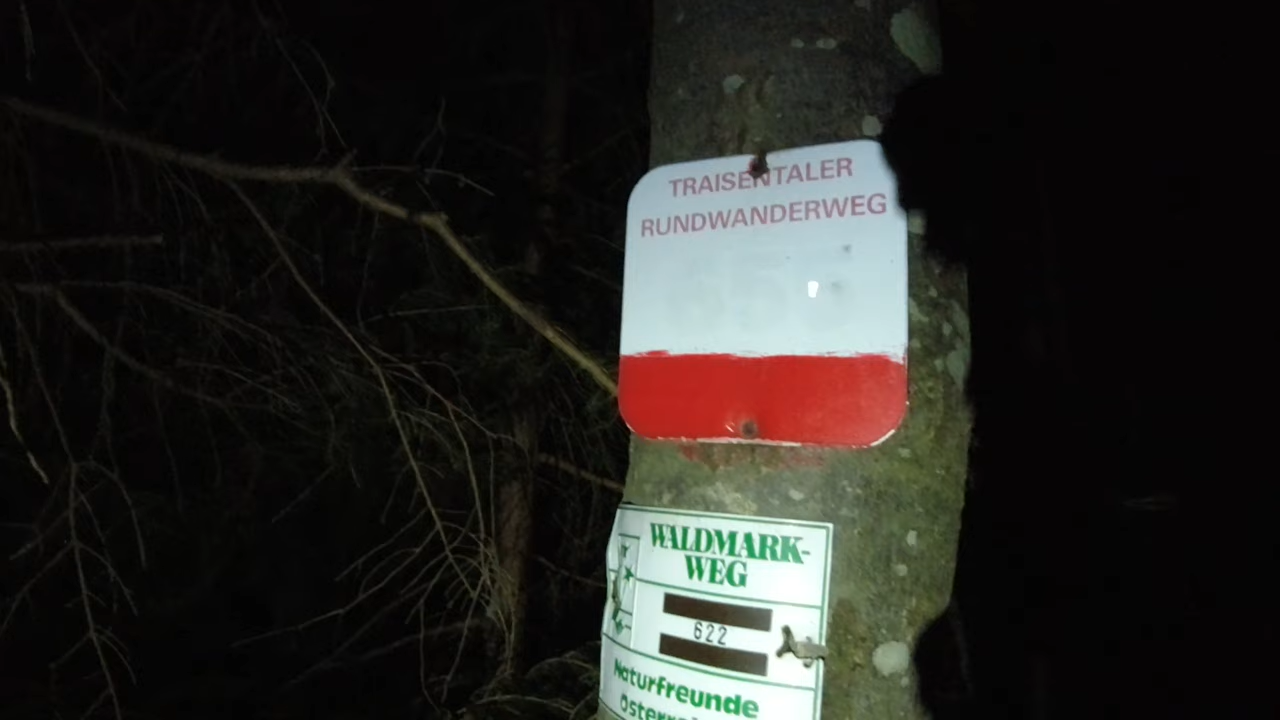 TRAISENTALER
RUNDWANDERWEG
WALDMARK-
WEG
622
Naturfreunde